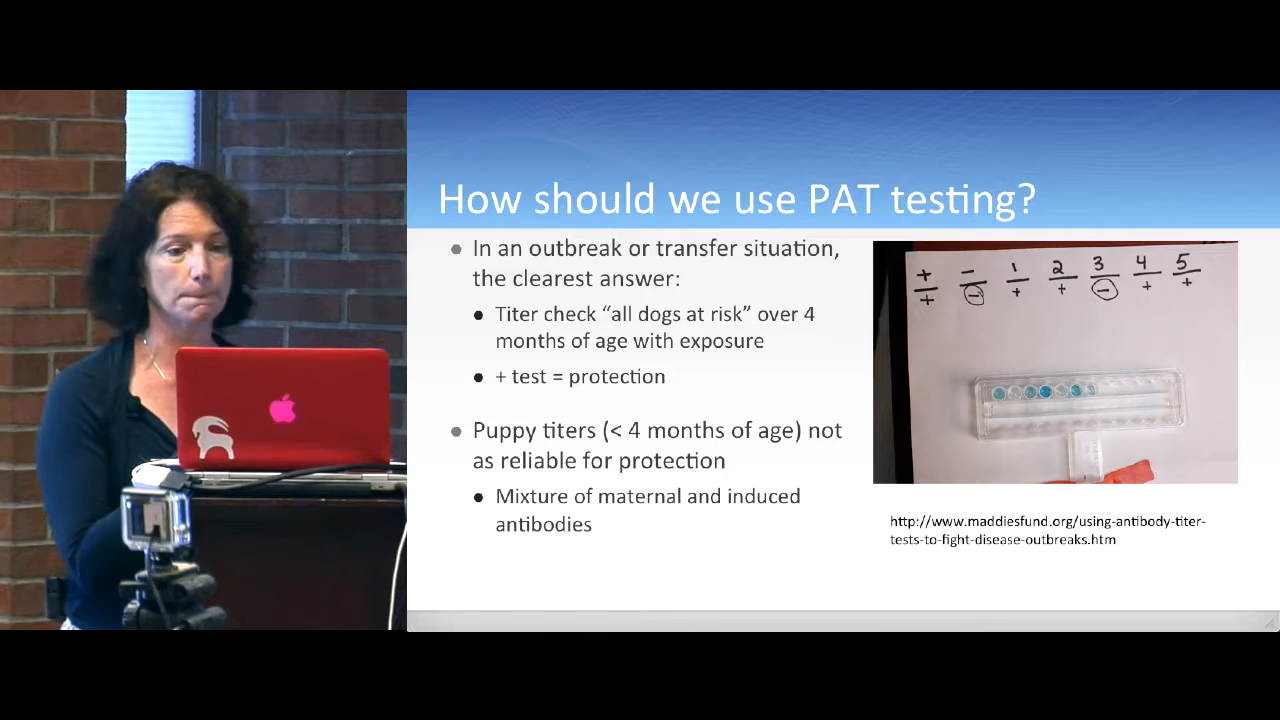 How should we use PAT testing?
In an outbreak or transfer situation,
the clearest answer:
Titer check “all dogs at risk” over 4
months of age with exposure
+ test = protection
Puppy titers (< 4 months of age) not
as reliable for protection
Mixture of maternal and induced
antibodies
+ - 1 2 3 4 5
+ - + + - + +
http://www.maddiesfund.org/using-antibody-titer-
tests-to-fight-disease-outbreaks.htm